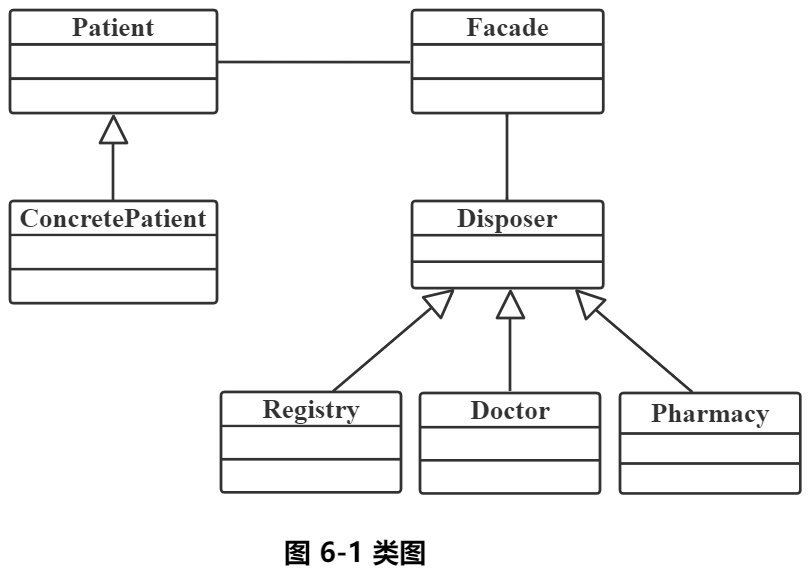 Patient
Facade
ConcretePatient
Disposer
Registry
Doctor
Pharmacy
图 6-1 类图